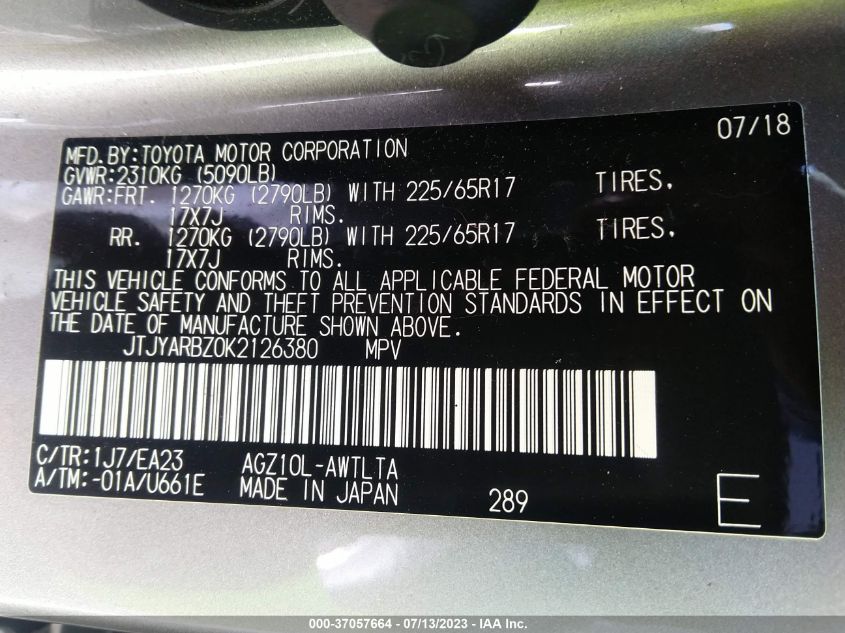 07/18
MFD.BY:TOYOTA MOTOR CORPORATION
GVWR:2310KG (5090LB)
GAWR:FRT. 1270KG (2790LB) WITH 225/65R17 TIRES,
17X7J RIMS.
RR. 1270KG (2790LB) WITH 225/65R17 TIRES,
17X7J RIMS.
THIS VEHICLE CONFORMS TO ALL APPLICABLE FEDERAL MOTOR
VEHICLE SAFETY AND THEFT PREVENTION STANDARDS IN EFFECT ON
THE DATE OF MANUFACTURE SHOWN ABOVE.
JTJYARBZ0K2126380 MPV
C/TR:1J7/EA23 AGZ10L-AWTLTA
A/TM:-01A/U661E MADE IN JAPAN 289 E
000-37057664 - 07/13/2023 - IAA Inc.